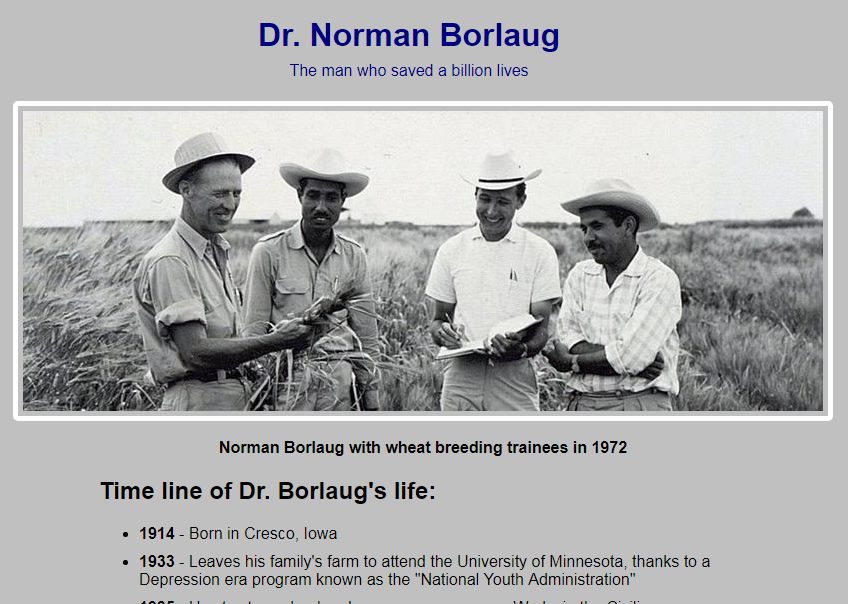 Dr. Norman Borlaug
The man who saved a billion lives
Norman Borlaug with wheat breeding trainees in 1972
Time line of Dr. Borlaug's life:
• 1914 - Born in Cresco, Iowa
• 1933 - Leaves his family's farm to attend the University of Minnesota, thanks to a
Depression era program known as the "National Youth Administration"